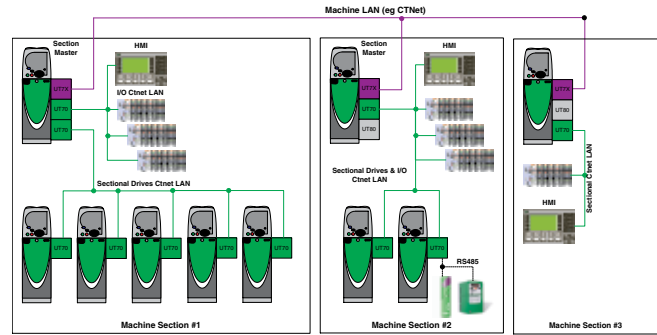 Machine LAN (eg CTNet)
Section
Master
HMI
UT7X
UT70
UT70
I/O Ctnet LAN
Sectional Drives Ctnet LAN
UT70
UT70
UT70
UT70
UT70
Machine Section #1
Section
Master
HMI
UT7X
UT70
UT80
Sectional Drives & I/O
Ctnet LAN
UT70
UT70
RS485
Machine Section #2
UT7X
UT80
UT70
Sectional Ctnet LAN
HMI
Machine Section #3